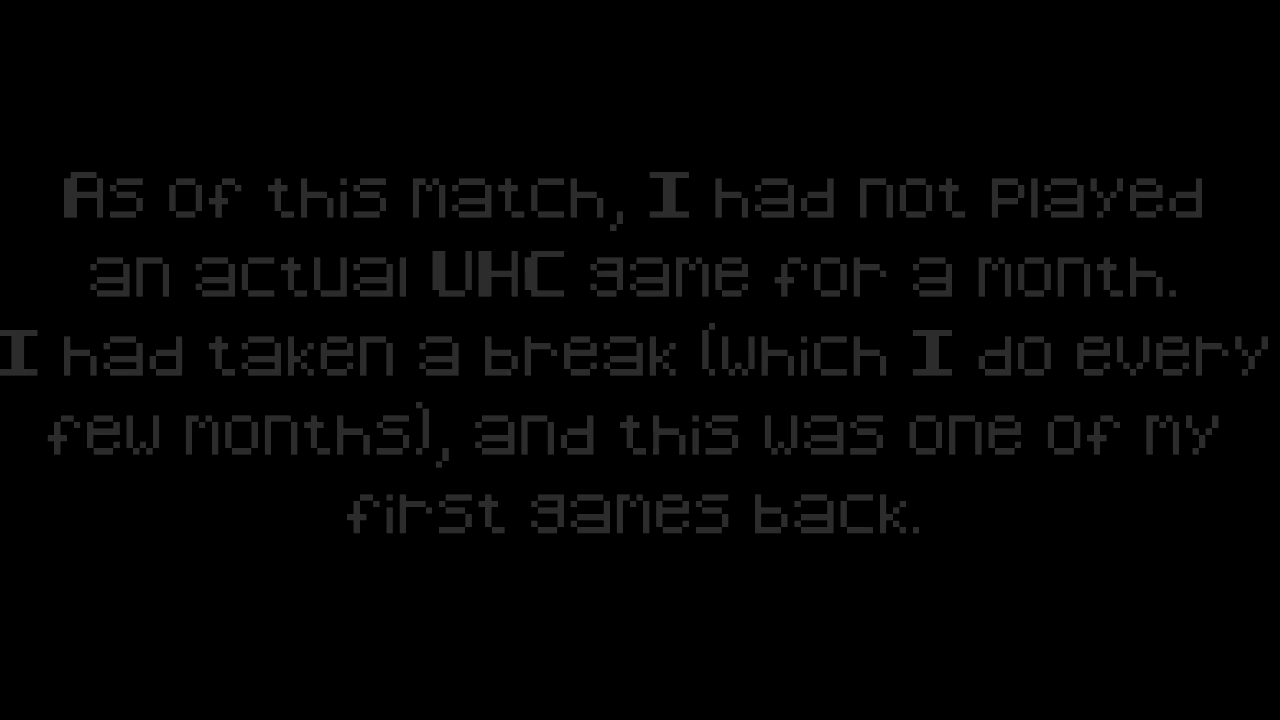 As of this match, I had not played
an actual UHC game for a month.
I had taken a break (which I do every
few months), and this was one of my
first games back.